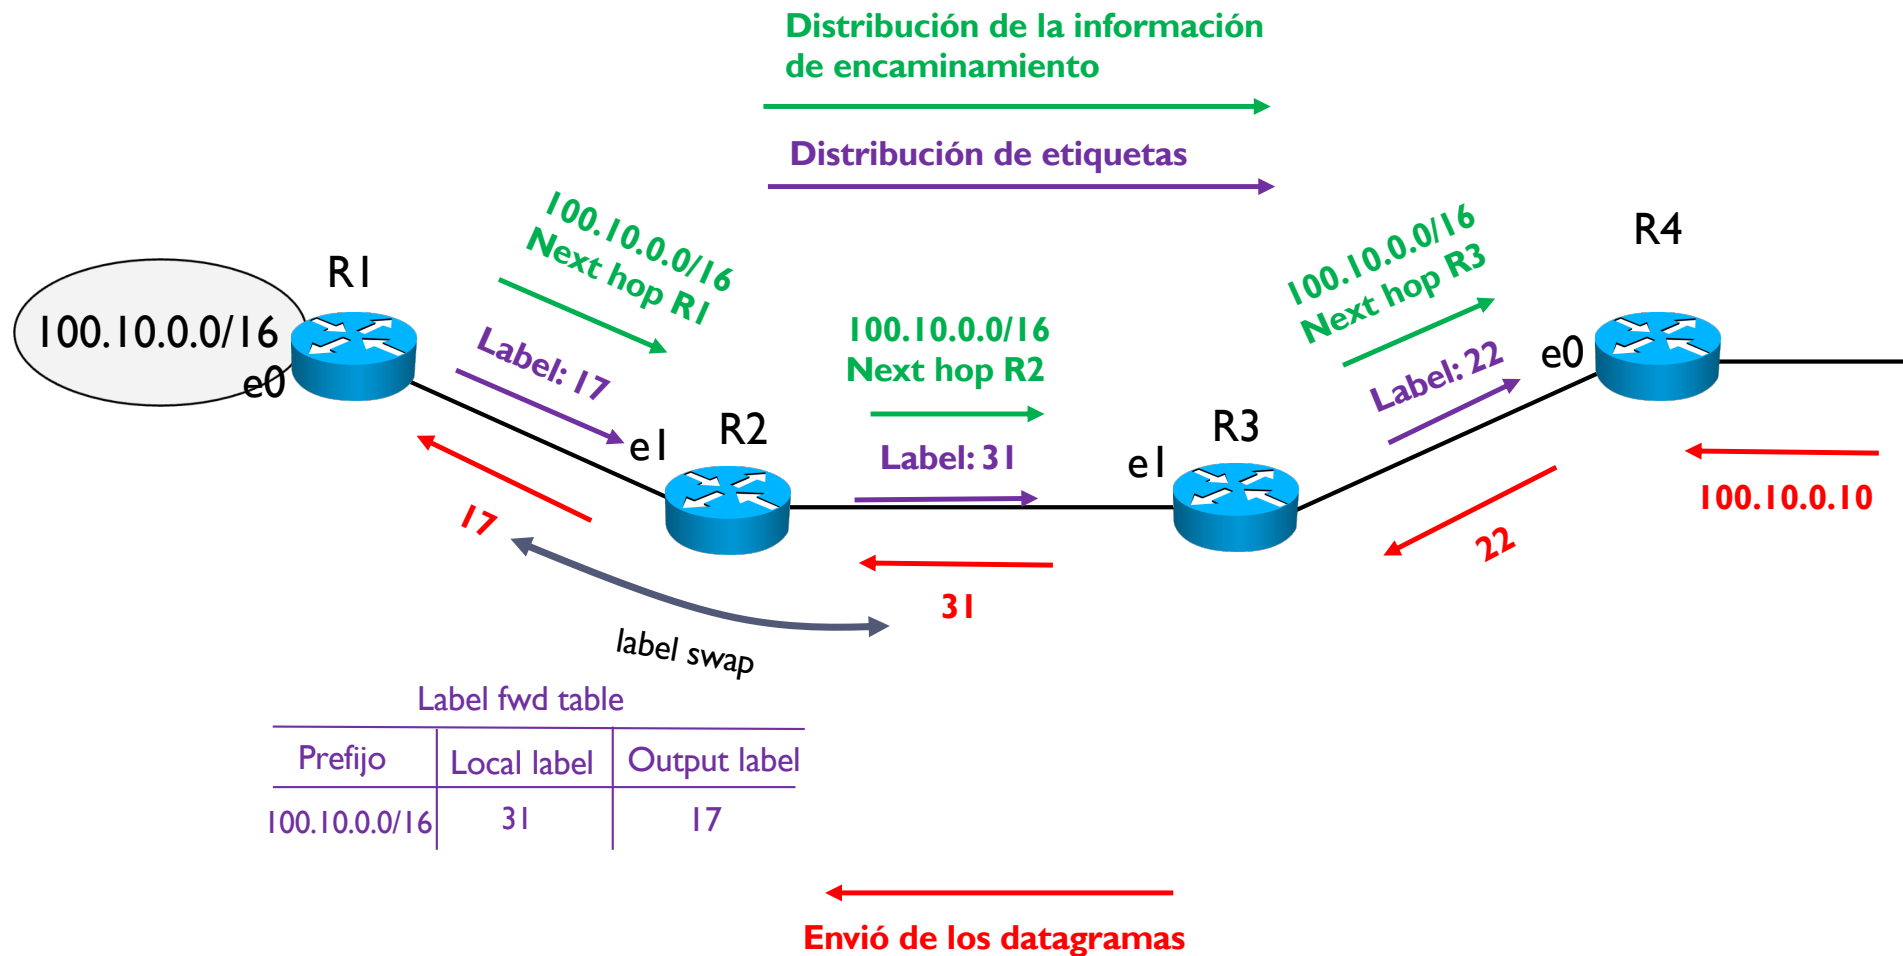 Distribución de la información
de encaminamiento
Distribución de etiquetas
100.10.0.0/16
Next hop R1
100.10.0.0/16
Next hop R3
R4
R1
100.10.0.0/16
e0
Label: 17
100.10.0.0/16
Next hop R2
Label: 22
e0
R2
e1
R3
e1
Label: 31
100.10.0.10
17
22
31
label swap
Label fwd table
Prefijo Local label Output label
100.10.0.0/16 31 17
Envió de los datagramas